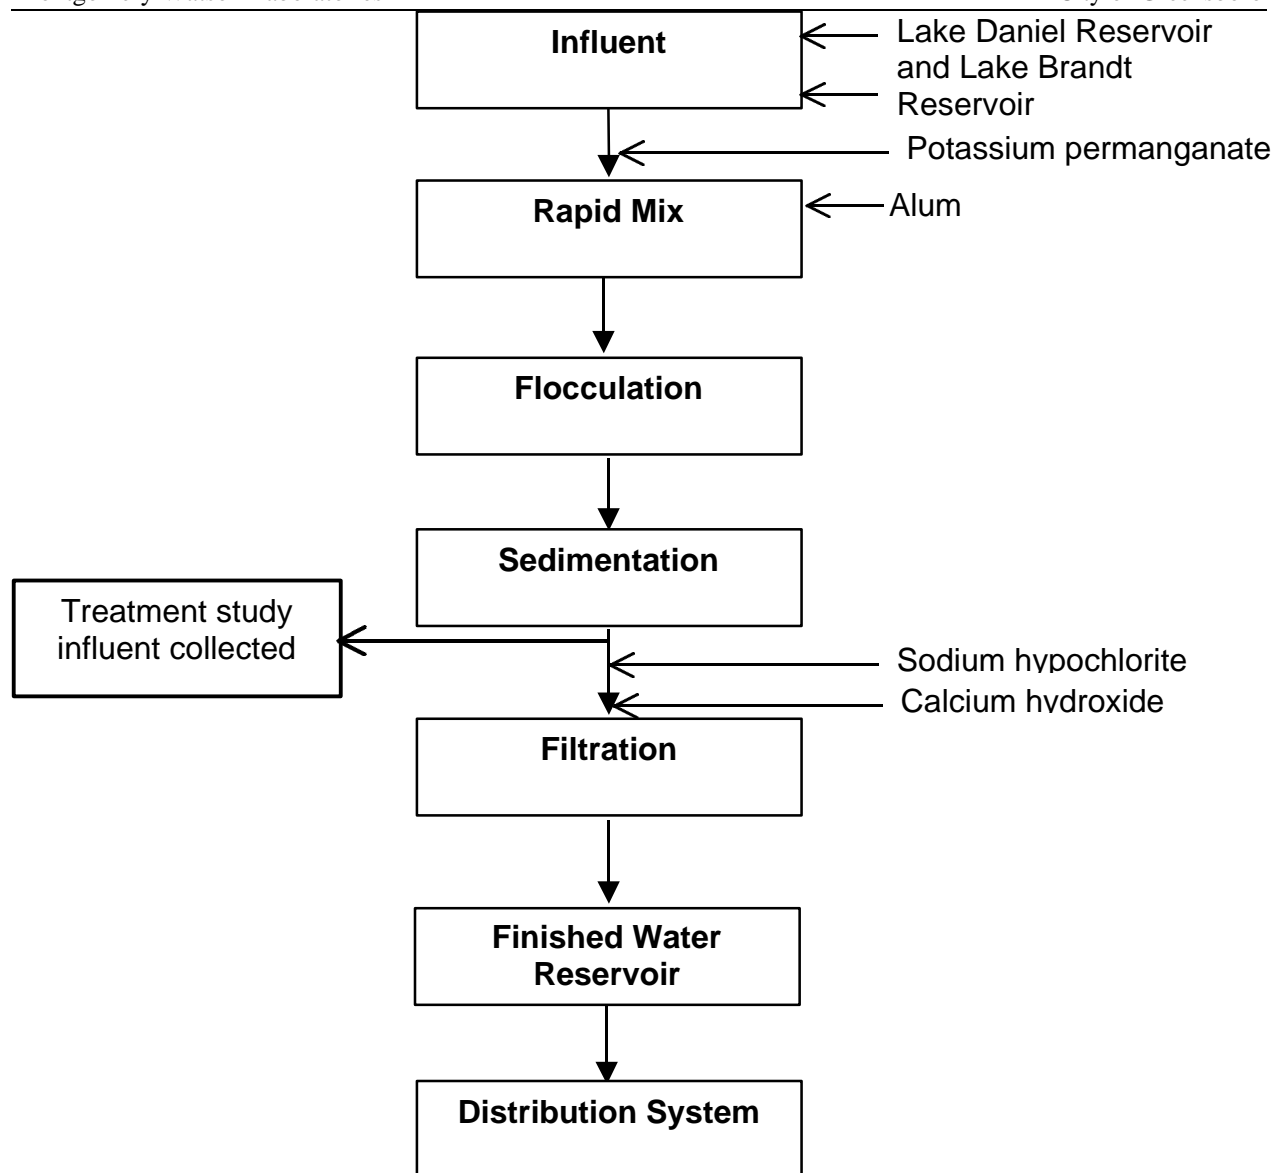 Influent
Lake Daniel Reservoir
and Lake Brandt
Reservoir
Potassium permanganate
Rapid Mix
Alum
Flocculation
Sedimentation
Treatment study
influent collected
Sodium hypochlorite
Calcium hydroxide
Filtration
Finished Water
Reservoir
Distribution System